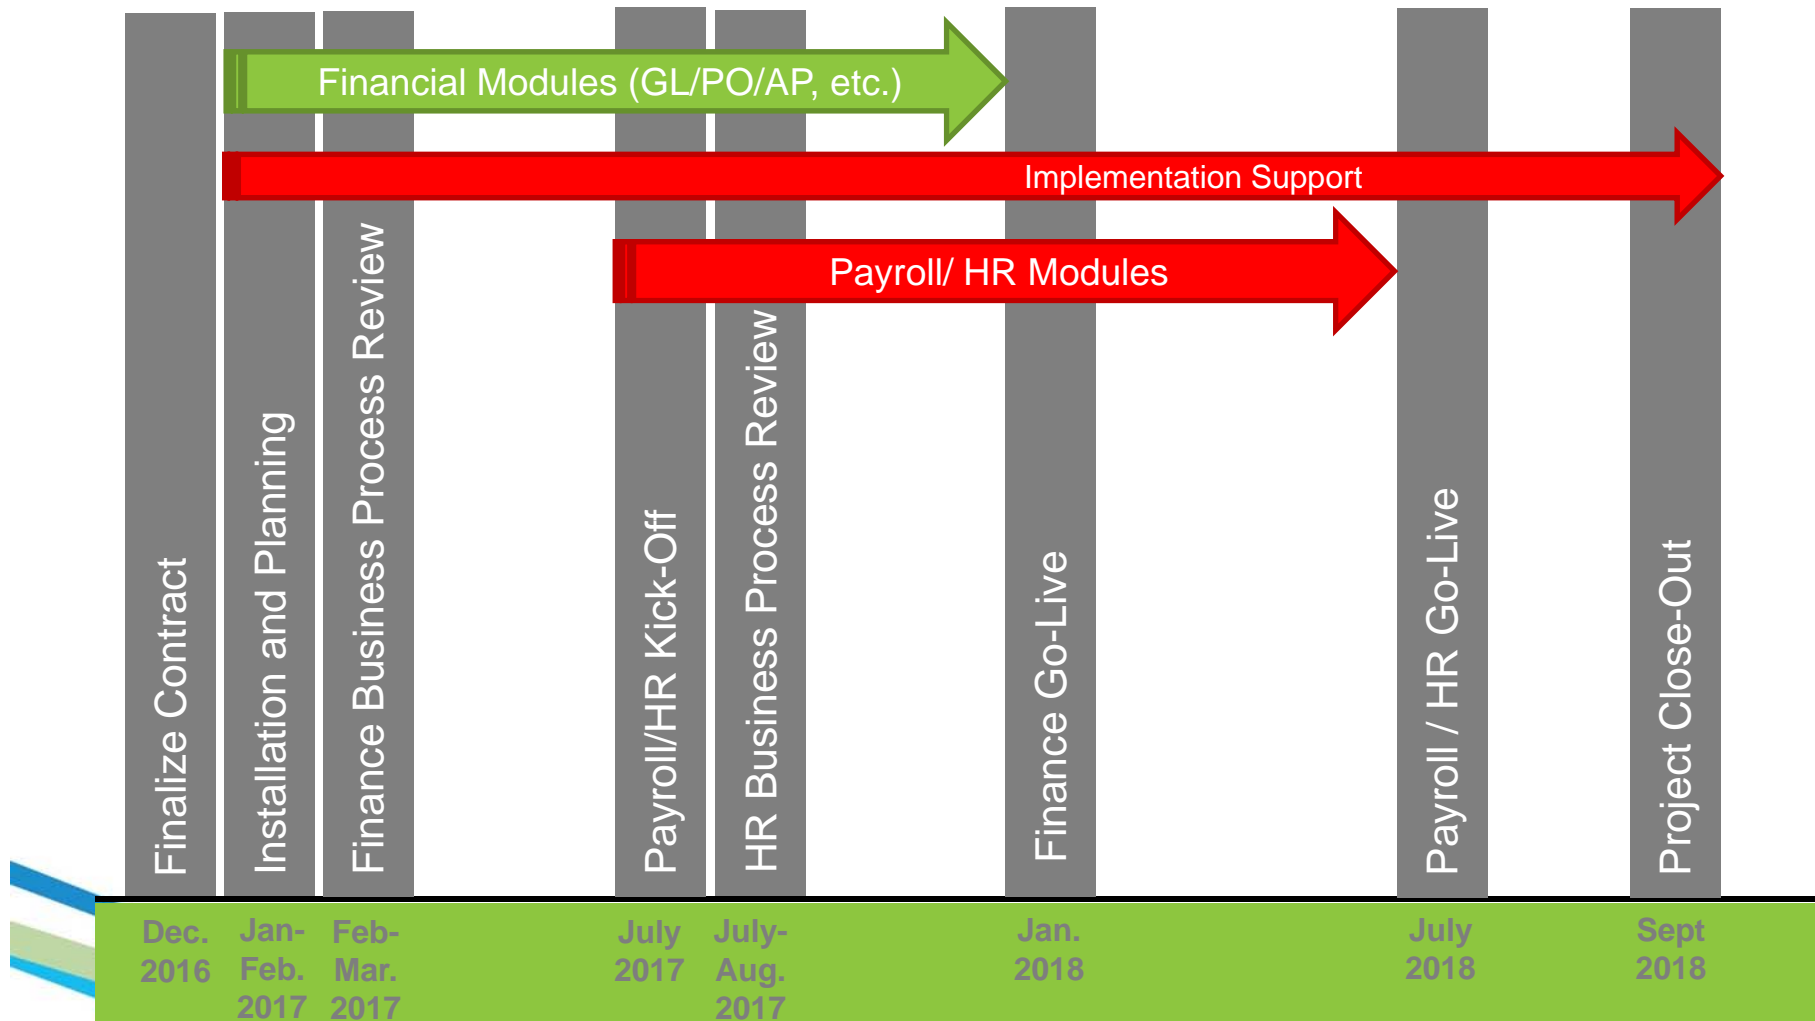 Financial Modules (GL/PO/AP, etc.)
Implementation Support
Payroll/ HR Modules
Finalize Contract
Installation and Planning
Finance Business Process Review
Payroll/HR Kick-Off
HR Business Process Review
Finance Go-Live
Payroll / HR Go-Live
Project Close-Out
Dec.
2016
Jan-
Feb.
2017
Feb-
Mar.
2017
July
2017
July-
Aug.
2017
Jan.
2018
July
2018
Sept
2018